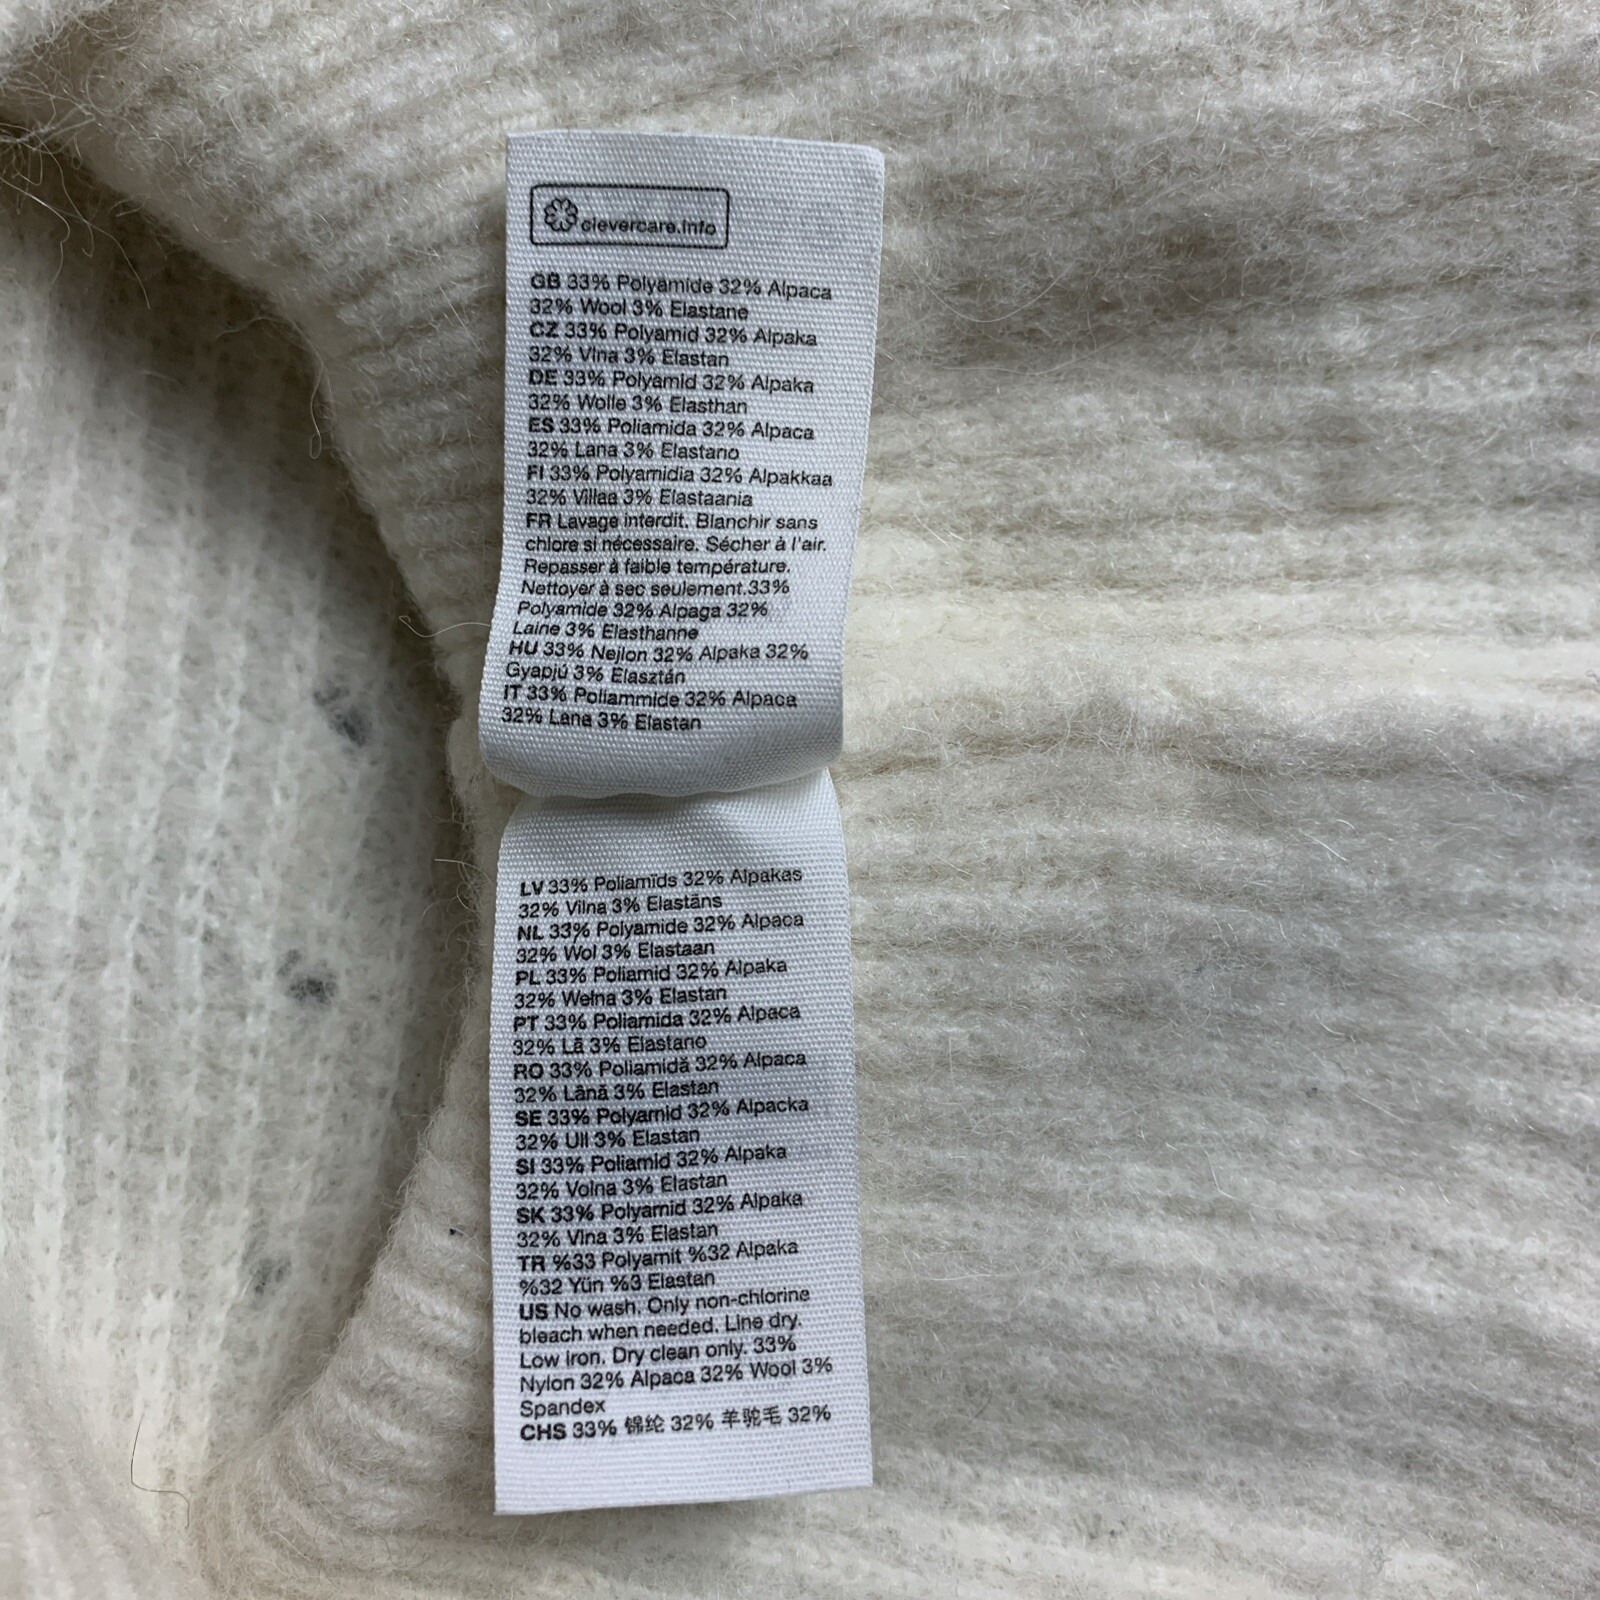 clevercare.info
GB 33% Polyamide 32% Alpaca
32% Wool 3% Elastane
CZ 33% Polyamid 32% Alpaka
32% Vlna 3% Elastan
DE 33% Polyamid 32% Alpaka
32% Wolle 3% Elasthan
ES 33% Poliamida 32% Alpaca
32% Lana 3% Elastano
FI 33% Polyamidia 32% Alpakkaa
32% Villaa 3% Elastaania
FR Lavage interdit. Blanchir sans
chlore si nécessaire. Sécher à l'air.
Repasser à faible température.
Nettoyer à sec seulement.33%
Polyamide 32% Alpaga 32%
Laine 3% Elasthanne
HU 33% Nejlon 32% Alpaka 32%
Gyapjú 3% Elasztán
IT 33% Poliammide 32% Alpaca
32% Lana 3% Elastan
LV 33% Poliamīds 32% Alpakas
32% Vilna 3% Elastāns
NL 33% Polyamide 32% Alpaca
32% Wol 3% Elastaan
PL 33% Poliamid 32% Alpaka
32% Wełna 3% Elastan
PT 33% Poliamida 32% Alpaca
32% Lã 3% Elastano
RO 33% Poliamidă 32% Alpaca
32% Lână 3% Elastan
SE 33% Polyamid 32% Alpacka
32% Ull 3% Elastan
SI 33% Poliamid 32% Alpaka
32% Volna 3% Elastan
SK 33% Polyamid 32% Alpaka
32% Vlna 3% Elastan
TR %33 Polyamit %32 Alpaka
%32 Yün %3 Elastan
US No wash. Only non-chlorine
bleach when needed. Line dry.
Low iron. Dry clean only. 33%
Nylon 32% Alpaca 32% Wool 3%
Spandex
CHS 33% 锦纶 32% 羊驼毛 32%